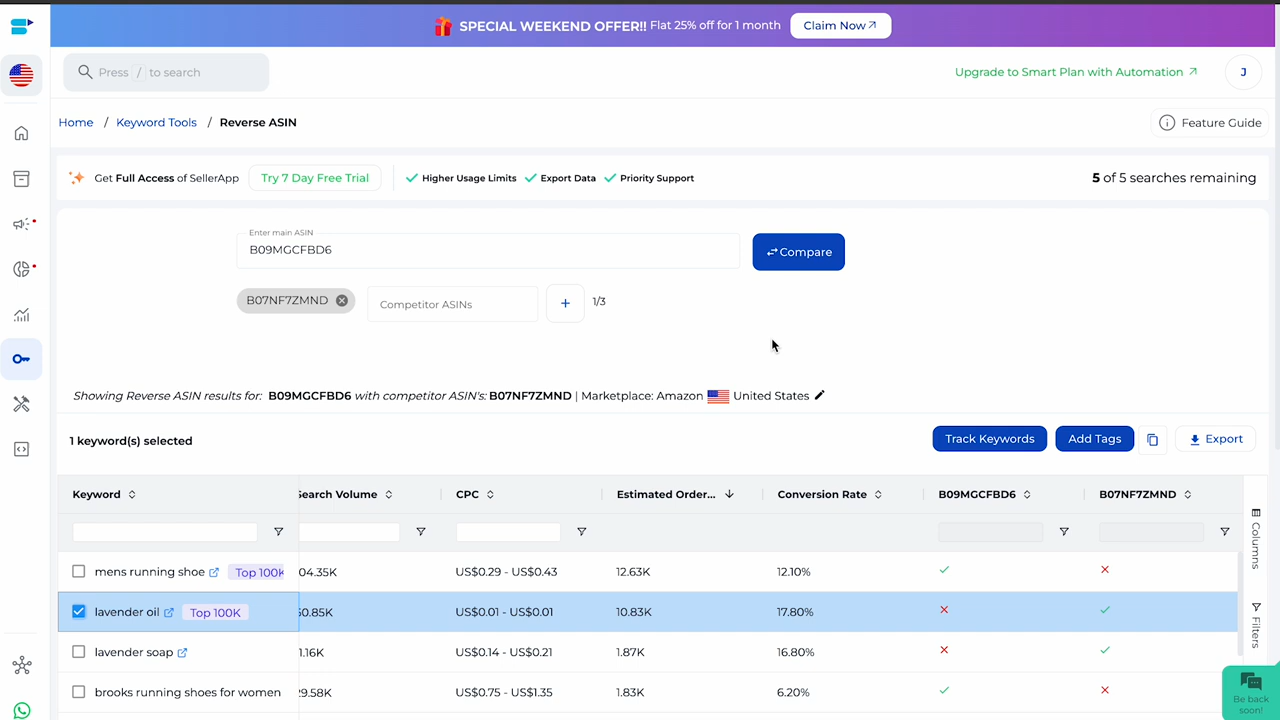 SPECIAL WEEKEND OFFER!! Flat 25% off for 1 month Claim Now
Press / to search
Upgrade to Smart Plan with Automation
J
Home / Keyword Tools / Reverse ASIN
Feature Guide
Get Full Access of SellerApp Try 7 Day Free Trial Higher Usage Limits Export Data Priority Support 5 of 5 searches remaining
Enter main ASIN
B09MGCFBD6
Compare
B07NF7ZMND
Competitor ASINs
+
1/3
Showing Reverse ASIN results for: B09MGCFBD6 with competitor ASIN's: B07NF7ZMND | Marketplace: Amazon United States
1 keyword(s) selected
Track Keywords
Add Tags
Export
Keyword Search Volume CPC Estimated Order... Conversion Rate B09MGCFBD6 B07NF7ZMND
Columns
Filters
mens running shoe Top 100K 04.35K US$0.29 - US$0.43 12.63K 12.10%
lavender oil Top 100K 0.85K US$0.01 - US$0.01 10.83K 17.80%
lavender soap 1.16K US$0.14 - US$0.21 1.87K 16.80%
brooks running shoes for women 9.58K US$0.75 - US$1.35 1.83K 6.20%
Be back
soon!